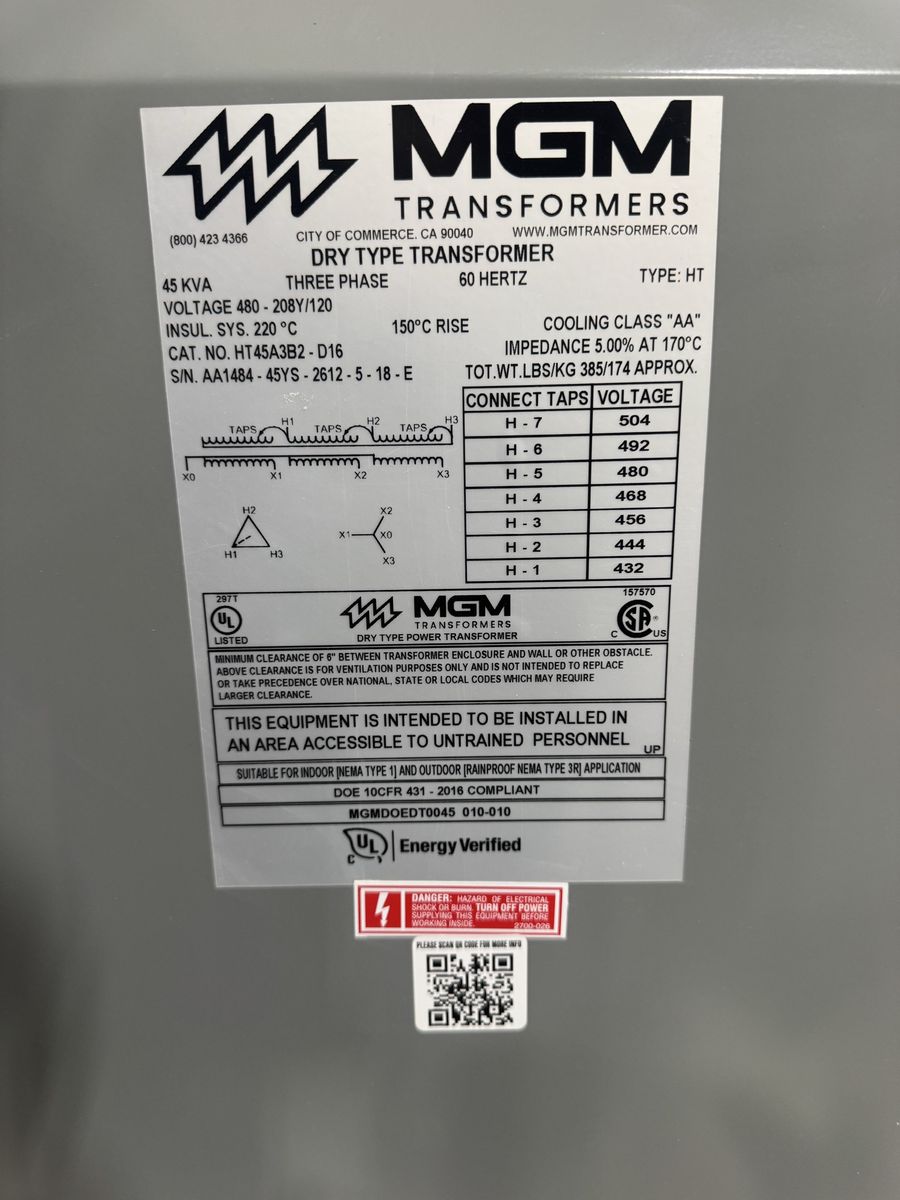 MGM
TRANSFORMERS
(800) 423 4366 CITY OF COMMERCE. CA 90040 WWW.MGMTRANSFORMER.COM
DRY TYPE TRANSFORMER
45 KVA THREE PHASE 60 HERTZ TYPE: HT
VOLTAGE 480 - 208Y/120
INSUL. SYS. 220 °C 150°C RISE COOLING CLASS "AA"
CAT. NO. HT45A3B2 - D16 IMPEDANCE 5.00% AT 170°C
S/N. AA1484 - 45YS - 2612 - 5 - 18 - E TOT.WT.LBS/KG 385/174 APPROX.
CONNECT TAPS VOLTAGE
H - 7 504
H - 6 492
H - 5 480
H - 4 468
H - 3 456
H - 2 444
H - 1 432
TAPS H1 TAPS H2 TAPS H3
X0 X1 X2 X3
H2
H1 H3
X2
X1 X0
X3
297T
UL
LISTED
MGM
TRANSFORMERS
DRY TYPE POWER TRANSFORMER
157570
C SA ® US
MINIMUM CLEARANCE OF 6" BETWEEN TRANSFORMER ENCLOSURE AND WALL OR OTHER OBSTACLE.
ABOVE CLEARANCE IS FOR VENTILATION PURPOSES ONLY AND IS NOT INTENDED TO REPLACE
OR TAKE PRECEDENCE OVER NATIONAL, STATE OR LOCAL CODES WHICH MAY REQUIRE
LARGER CLEARANCE.
THIS EQUIPMENT IS INTENDED TO BE INSTALLED IN
AN AREA ACCESSIBLE TO UNTRAINED PERSONNEL UP
SUITABLE FOR INDOOR [NEMA TYPE 1] AND OUTDOOR [RAINPROOF NEMA TYPE 3R] APPLICATION
DOE 10CFR 431 - 2016 COMPLIANT
MGMDOEDT0045 010-010
UL Energy Verified
DANGER: HAZARD OF ELECTRICAL
SHOCK OR BURN. TURN OFF POWER
SUPPLYING THIS EQUIPMENT BEFORE
WORKING INSIDE. 2700-026
PLEASE SCAN QR CODE FOR MORE INFO